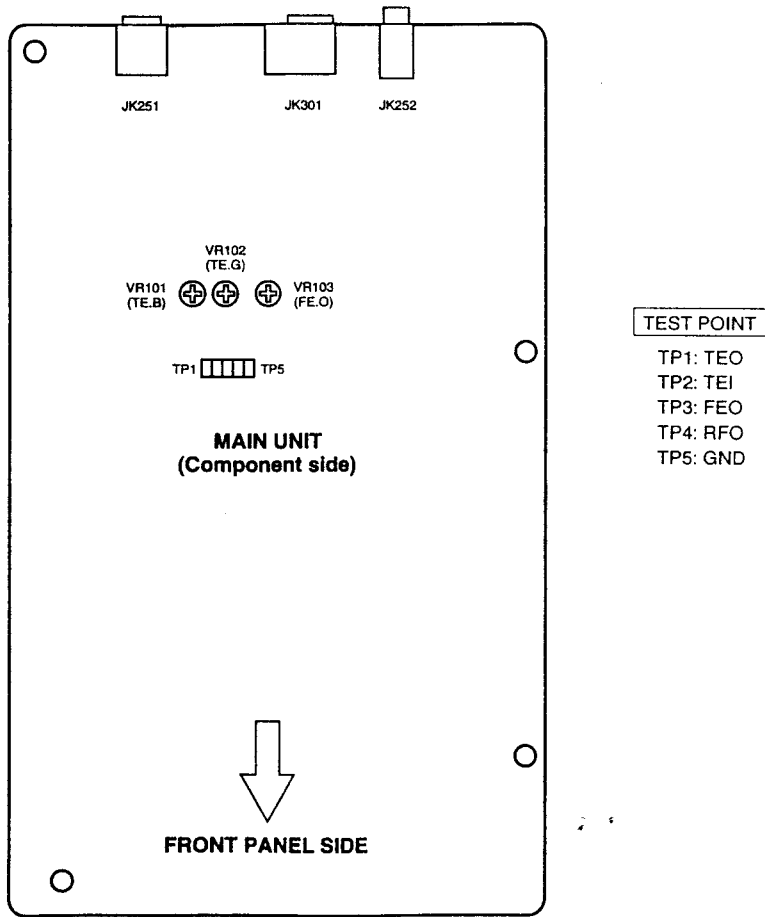 JK251
JK301
JK252
VR102
(TE.G)
VR101
(TE.B)
VR103
(FE.O)
TP1
TP5
MAIN UNIT
(Component side)
FRONT PANEL SIDE
TEST POINT
TP1: TEO
TP2: TEI
TP3: FEO
TP4: RFO
TP5: GND